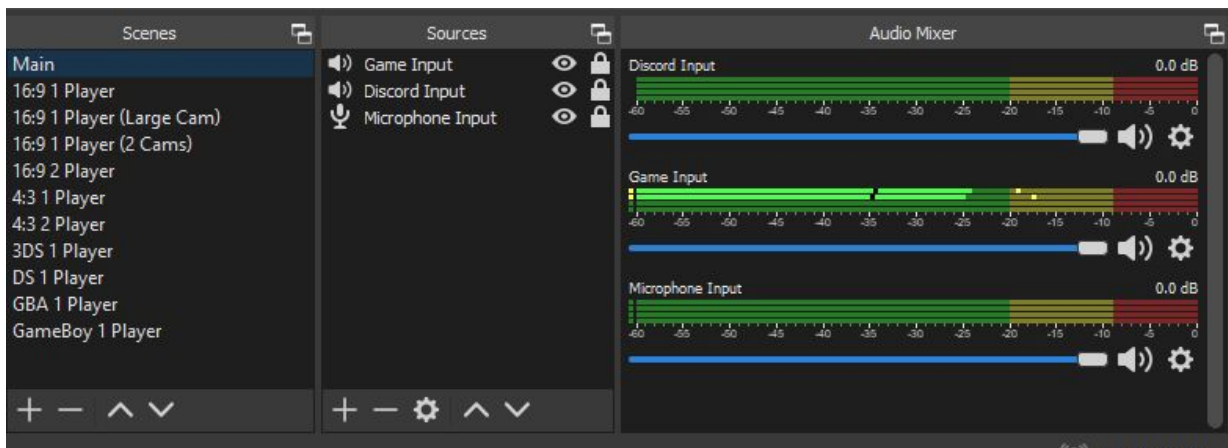 Scenes
Main
16:9 1 Player
16:9 1 Player (Large Cam)
16:9 1 Player (2 Cams)
16:9 2 Player
4:3 1 Player
4:3 2 Player
3DS 1 Player
DS 1 Player
GBA 1 Player
GameBoy 1 Player
Sources
Game Input
Discord Input
Microphone Input
Audio Mixer
Discord Input 0.0 dB
-60 -55 -50 -45 -40 -35 -30 -25 -20 -15 -10 -5 0
Game Input 0.0 dB
-60 -55 -50 -45 -40 -35 -30 -25 -20 -15 -10 -5 0
Microphone Input 0.0 dB
-60 -55 -50 -45 -40 -35 -30 -25 -20 -15 -10 -5 0